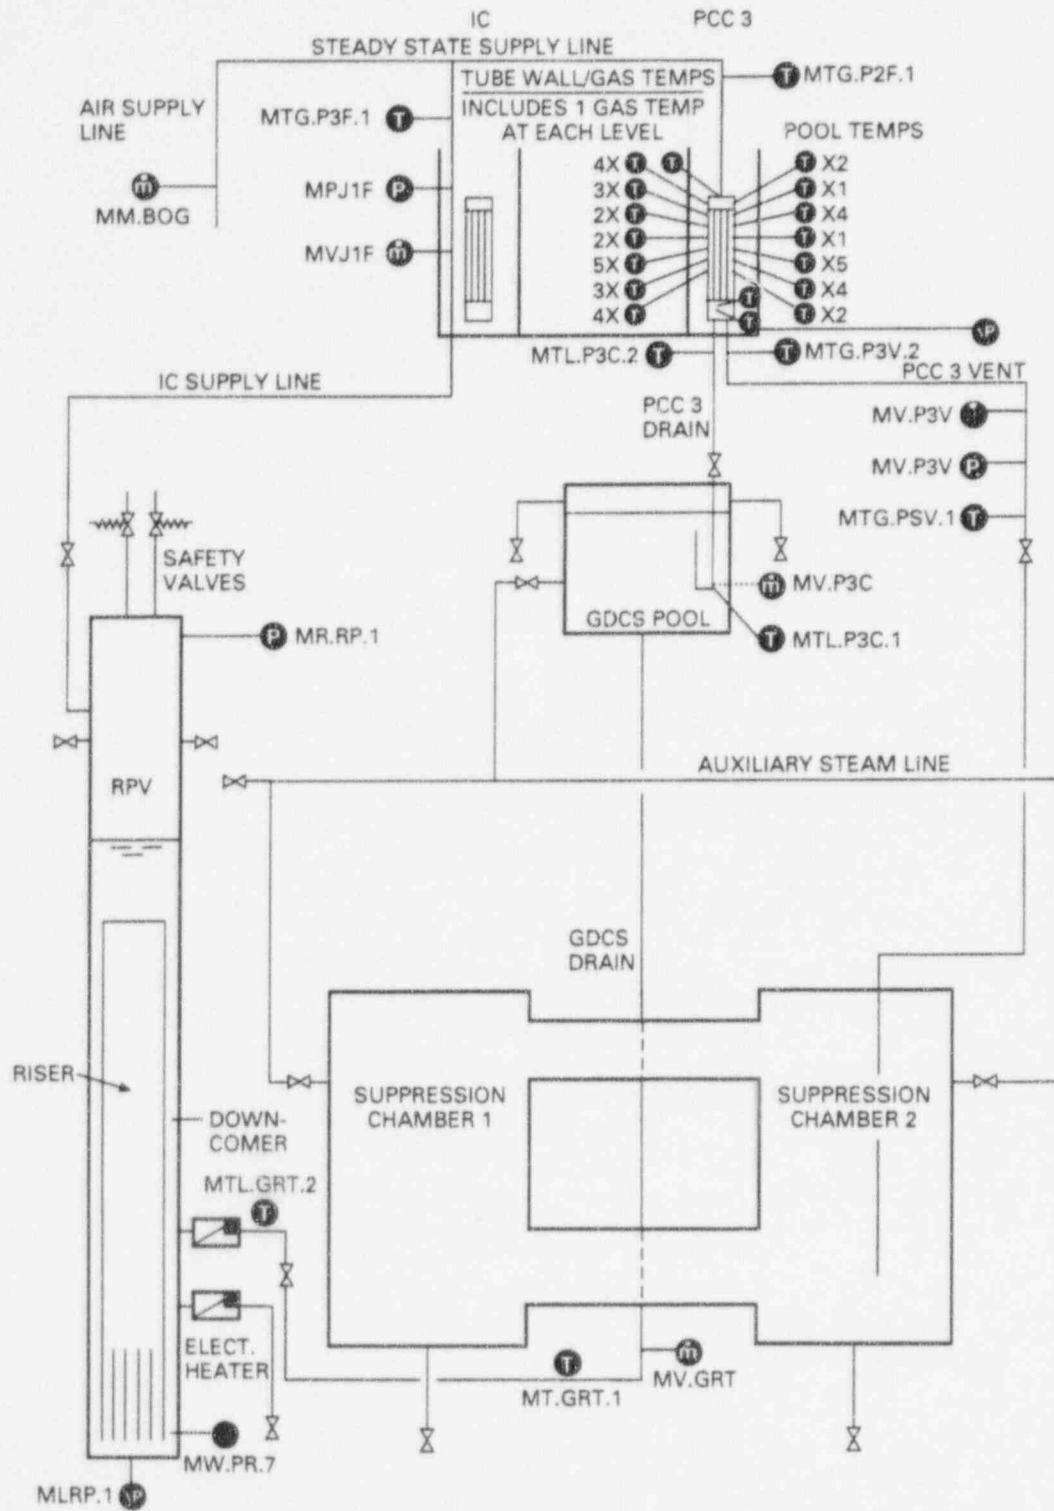 IC
PCC 3
STEADY STATE SUPPLY LINE
TUBE WALL/GAS TEMPS
T MTG.P2F.1
AIR SUPPLY
LINE
MTG.P3F.1 T
INCLUDES 1 GAS TEMP
AT EACH LEVEL
POOL TEMPS
4X T T
T X2
ṁ
MPJ1F P
3X T
T X1
MM.BOG
2X T
T X4
MVJ1F ṁ
2X T
T X1
5X T
T X5
3X T
T X4
T
4X T
T X2
T
ΔP
MTL.P3C.2 T
T MTG.P3V.2
IC SUPPLY LINE
PCC 3 VENT
PCC 3
DRAIN
MV.P3V
MV.P3V P
MTG.PSV.1 T
SAFETY
VALVES
ṁ MV.P3C
GDCS POOL
P MR.RP.1
T MTL.P3C.1
AUXILIARY STEAM LINE
RPV
GDCS
DRAIN
RISER
SUPPRESSION
CHAMBER 1
SUPPRESSION
CHAMBER 2
DOWN-
COMER
MTL.GRT.2
T
ELECT.
HEATER
T
ṁ
MT.GRT.1
MV.GRT
MW.PR.7
MLRP.1 ΔP